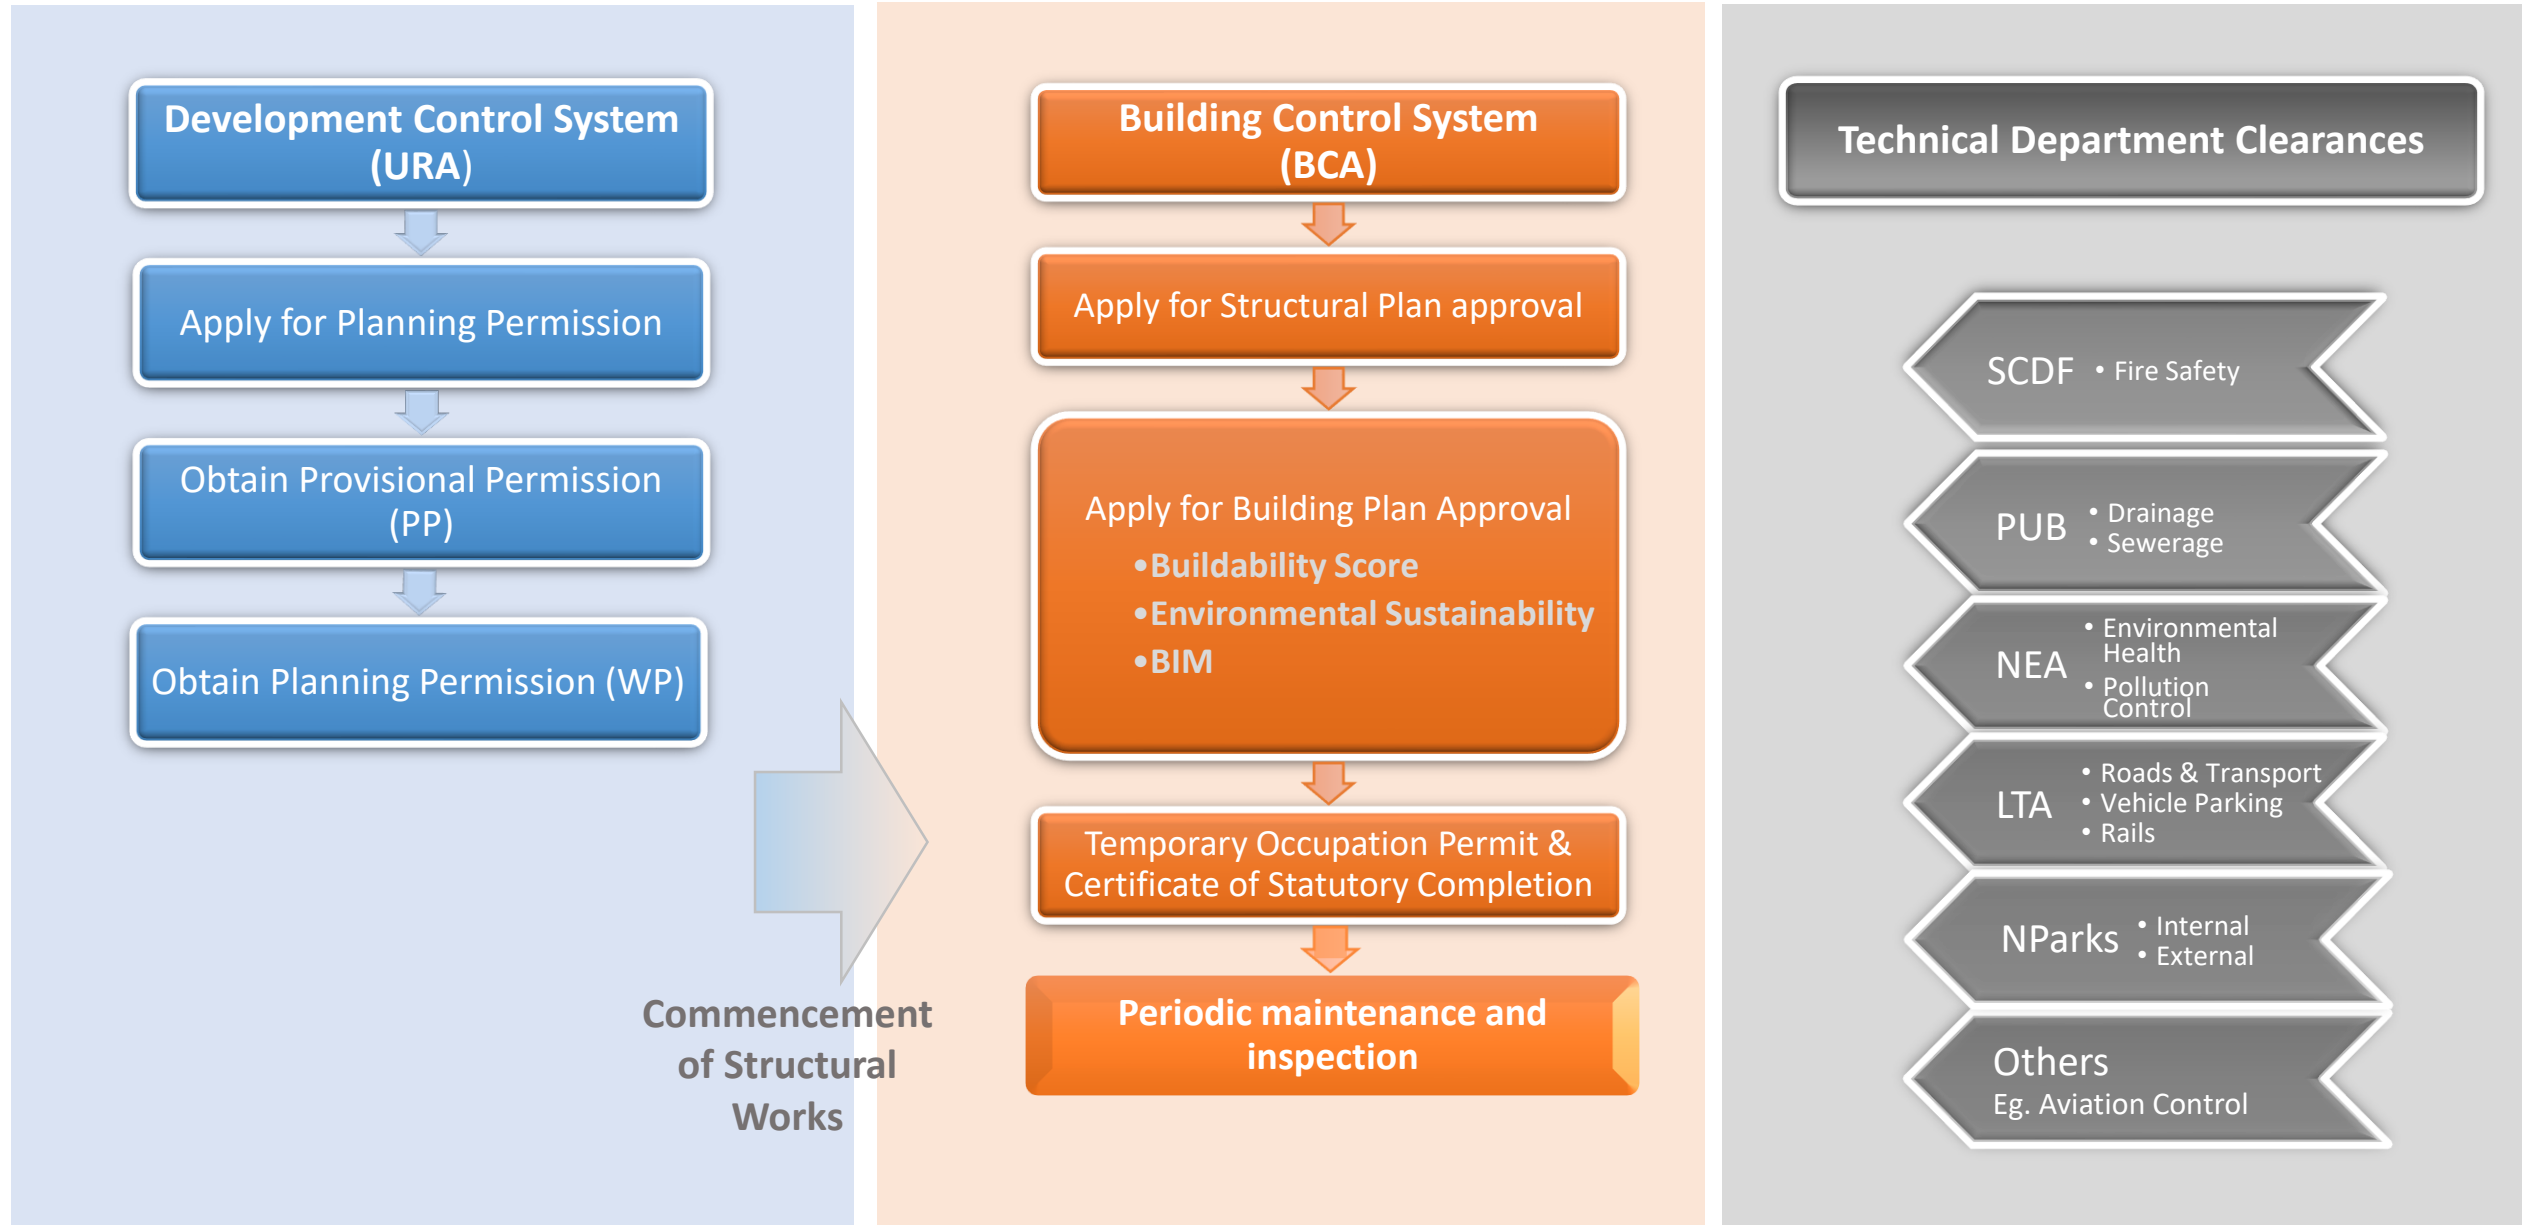 Development Control System
(URA)
Apply for Planning Permission
Obtain Provisional Permission
(PP)
Obtain Planning Permission (WP)
Commencement
of Structural
Works
Building Control System
(BCA)
Apply for Structural Plan approval
Apply for Building Plan Approval
•Buildability Score
•Environmental Sustainability
•BIM
Temporary Occupation Permit &
Certificate of Statutory Completion
Periodic maintenance and
inspection
Technical Department Clearances
SCDF
• Fire Safety
PUB
• Drainage
• Sewerage
NEA
• Environmental
Health
• Pollution
Control
LTA
• Roads & Transport
• Vehicle Parking
• Rails
NParks
• Internal
• External
Others
Eg. Aviation Control